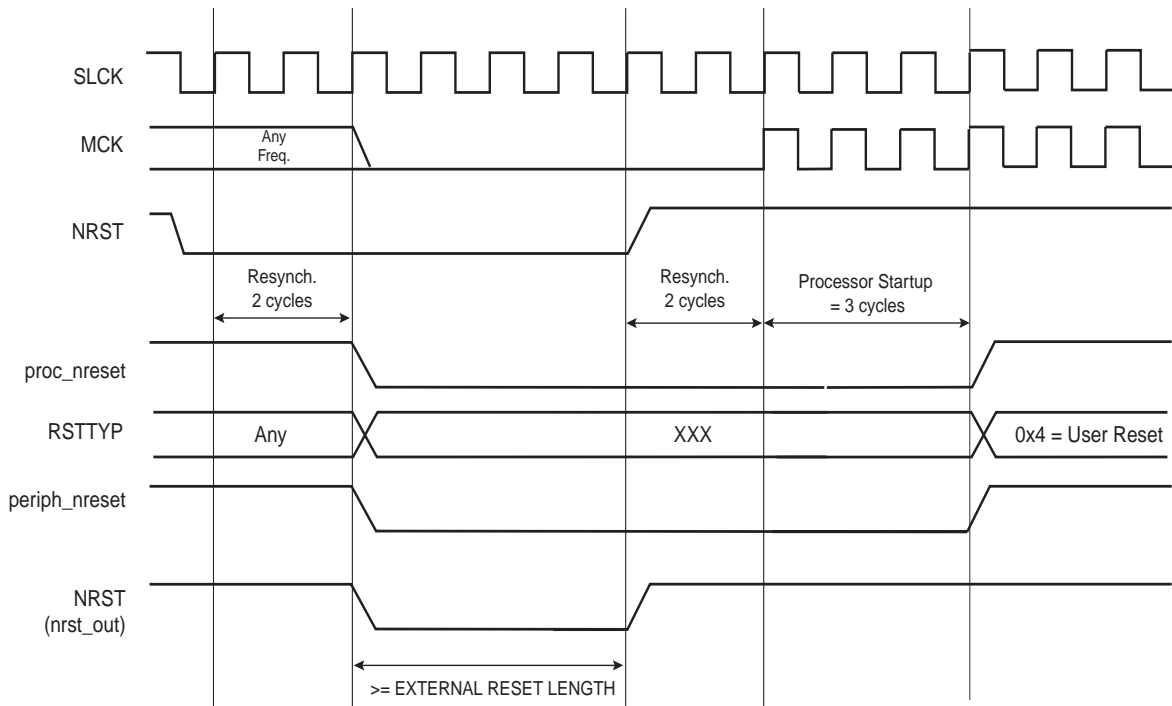 SLCK
MCK
Any
Freq.
NRST
Resynch.
2 cycles
Resynch.
2 cycles
Processor Startup
= 3 cycles
proc_nreset
RSTTYP
Any
XXX
0x4 = User Reset
periph_nreset
NRST
(nrst_out)
>= EXTERNAL RESET LENGTH